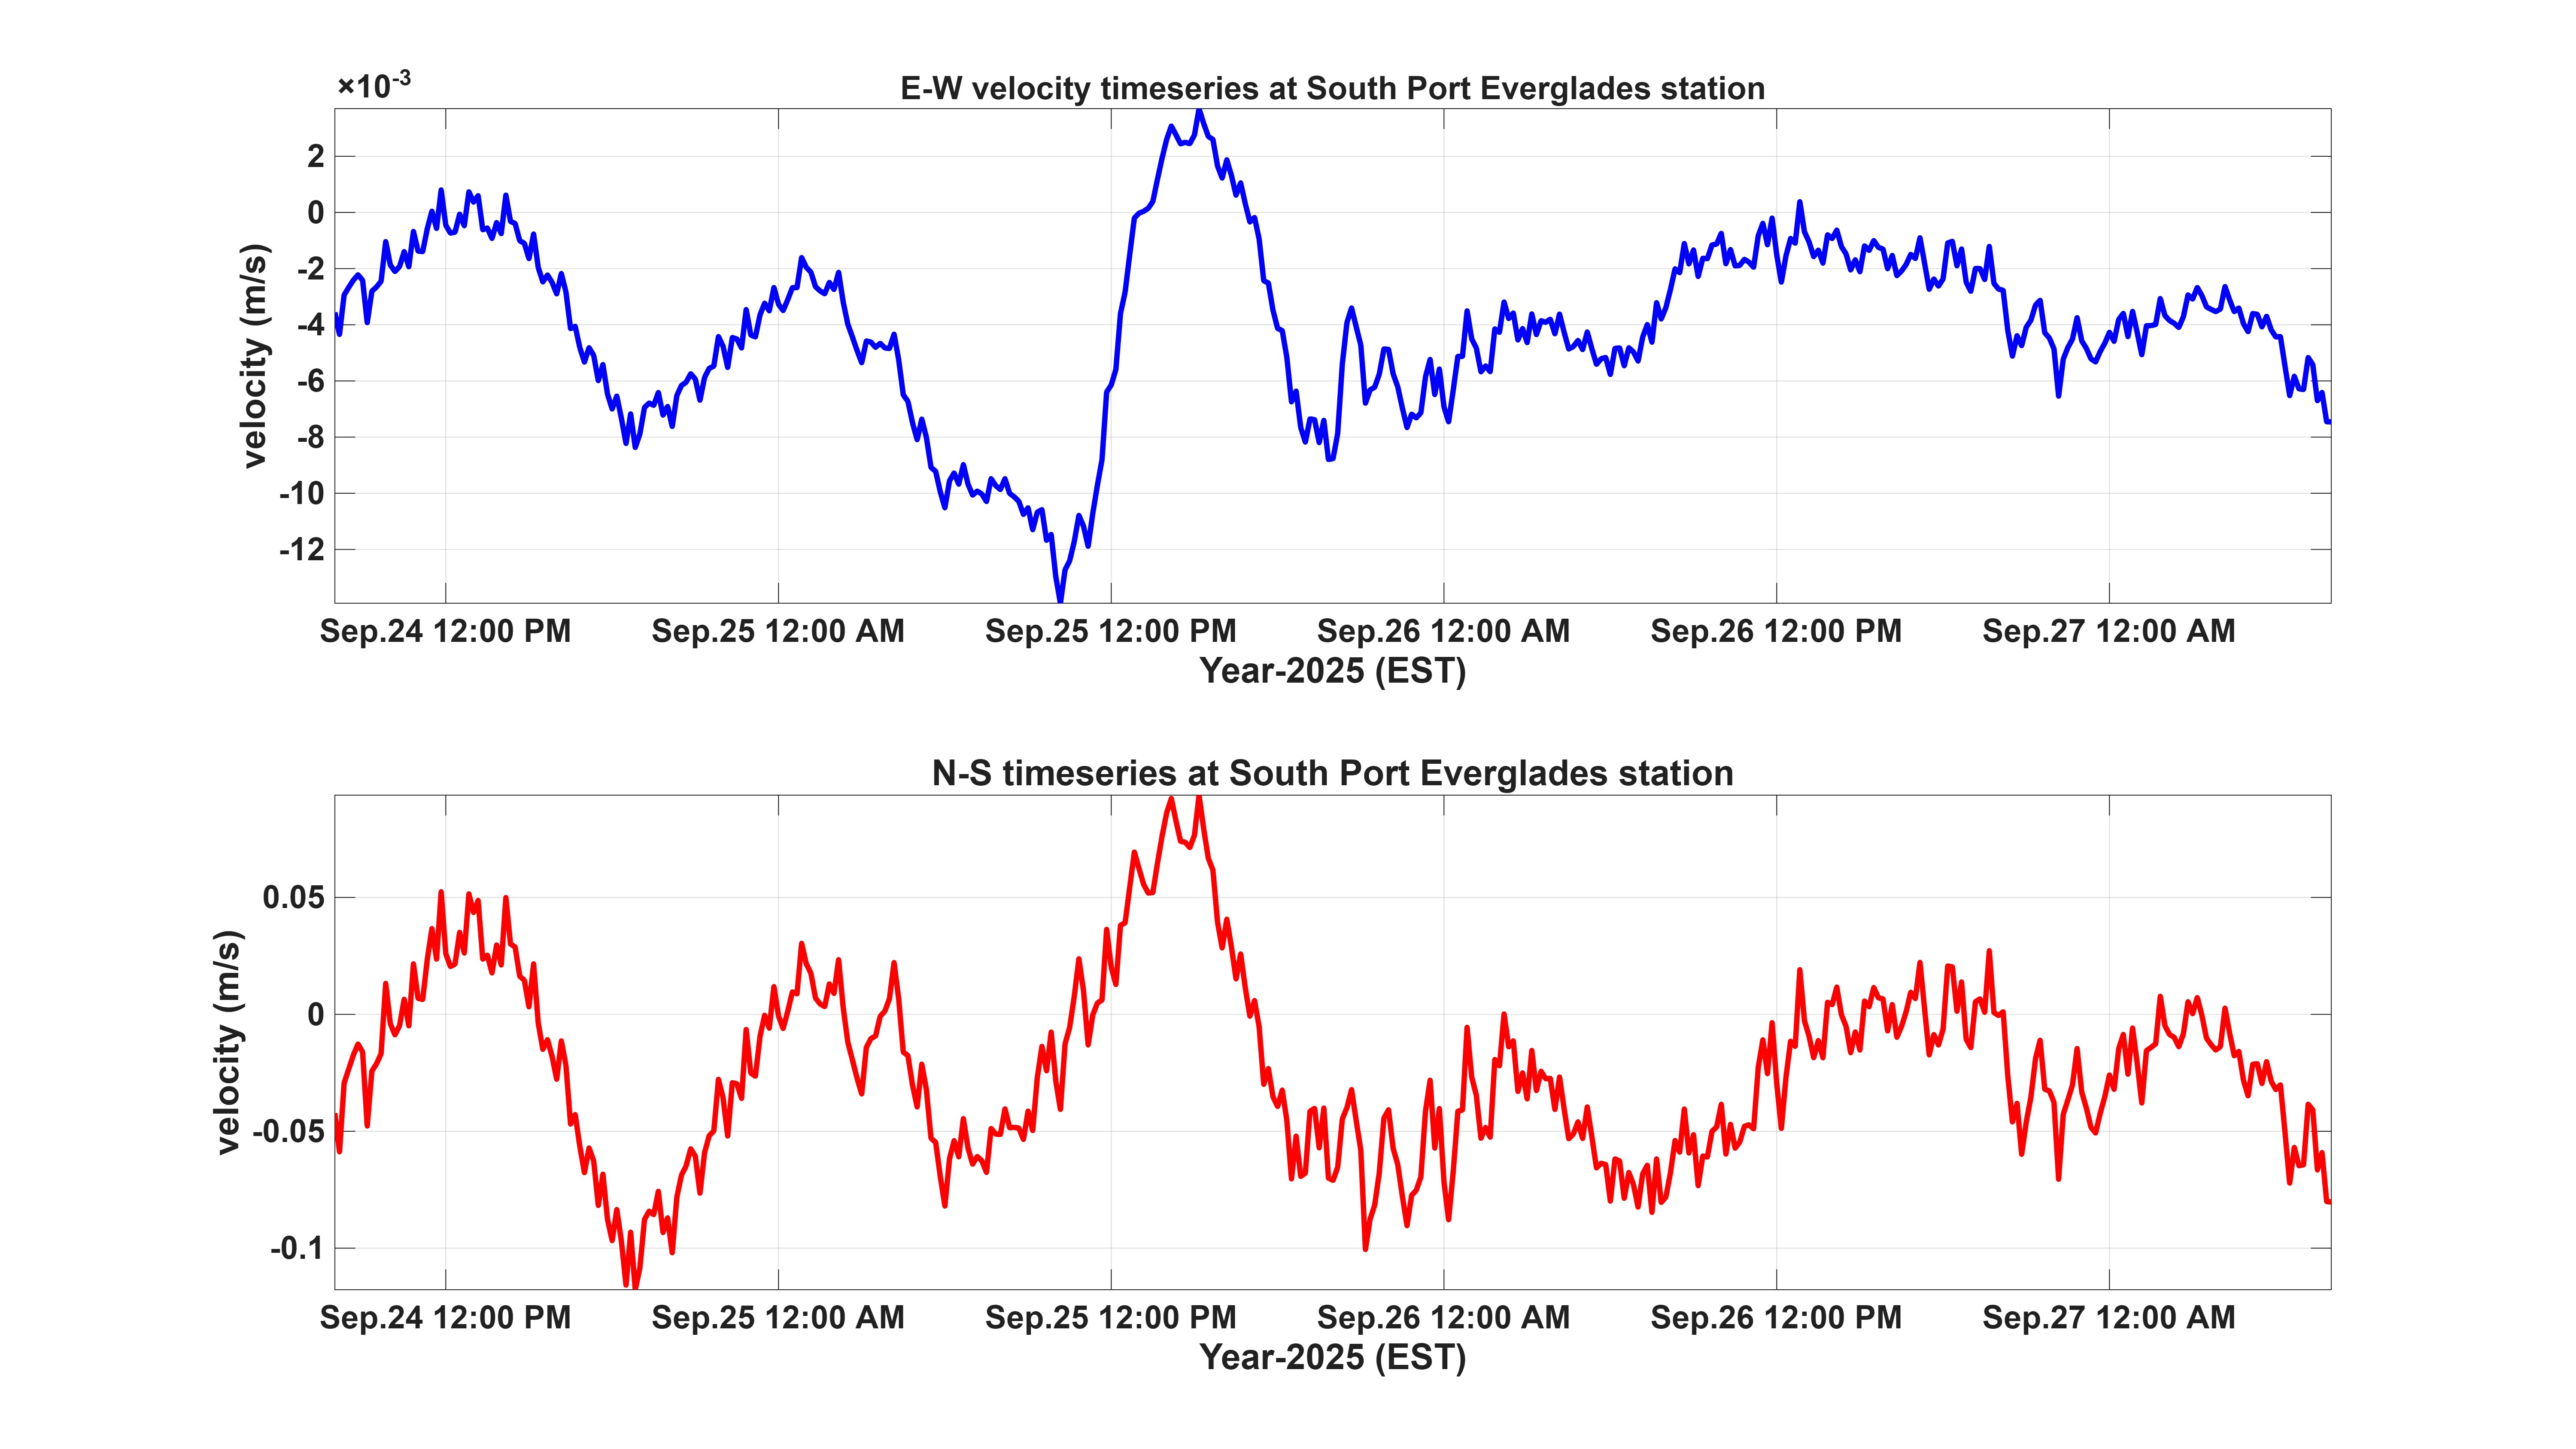 ×10-3
E-W velocity timeseries at South Port Everglades station
velocity (m/s)
2
0
-2
-4
-6
-8
-10
-12
Sep.24 12:00 PM Sep.25 12:00 AM Sep.25 12:00 PM Sep.26 12:00 AM Sep.26 12:00 PM Sep.27 12:00 AM
Year-2025 (EST)
N-S timeseries at South Port Everglades station
velocity (m/s)
0.05
0
-0.05
-0.1
Sep.24 12:00 PM Sep.25 12:00 AM Sep.25 12:00 PM Sep.26 12:00 AM Sep.26 12:00 PM Sep.27 12:00 AM
Year-2025 (EST)